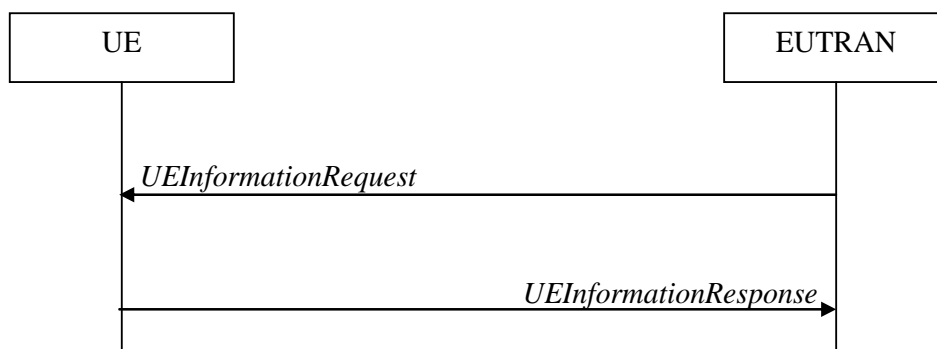 UE
EUTRAN
UEInformationRequest
UEInformationResponse